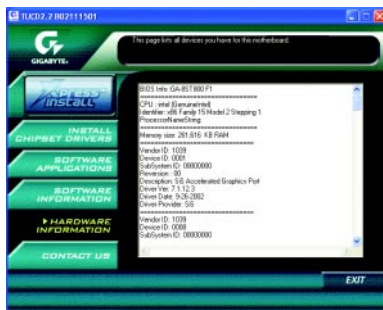 TUCD2.2 B02111501
This page lists all devices you have for the motherboard.
GIGABYTE
Xpress
Install
BIOS Info: GA-8ST800 F1
CPU : intel [GenuineIntel]
Identifier: x86 Family 15 Model 2 Stepping 1
ProcessorNameString:
Memory size: 261,616 KB RAM
INSTALL
CHIPSET DRIVERS
SOFTWARE
APPLICATIONS
SOFTWARE
INFORMATION
HARDWARE
INFORMATION
CONTACT US
Vendor ID: 1039
Device ID: 0001
SubSystem ID: 00000000
Reversion : 00
Description: SiS Accelerated Graphics Port
Driver Ver: 7.1.12.3
Driver Date: 9-26-2002
Driver Provider: SiS
Vendor ID: 1039
Device ID: 0008
SubSystem ID: 00000000
EXIT